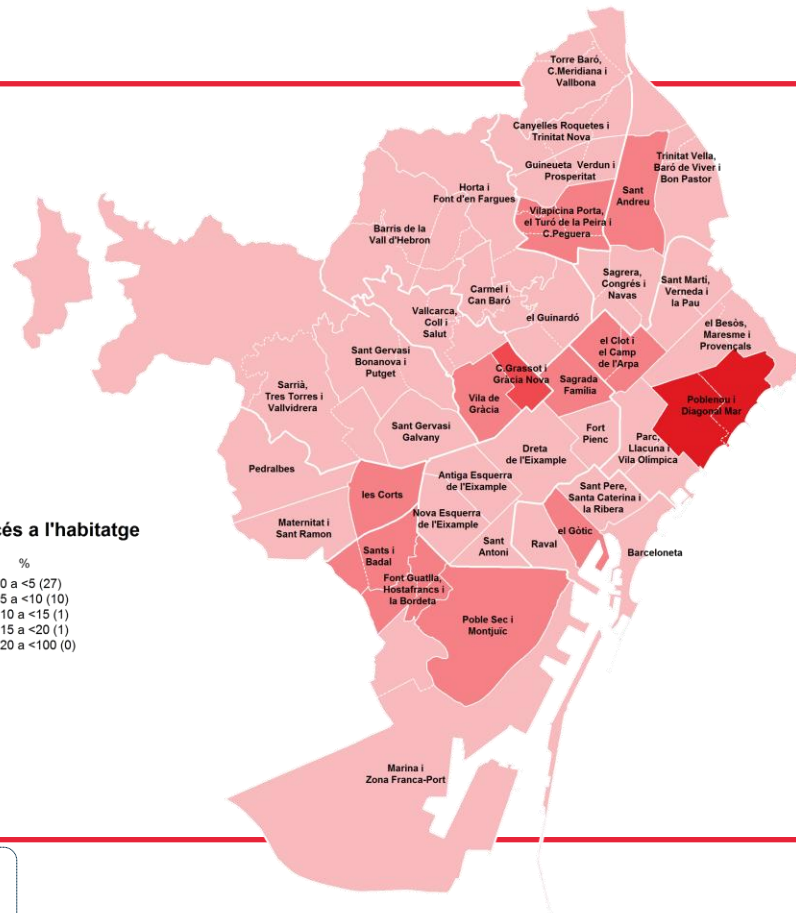 Torre Baró,
C.Meridiana i
Vallbona
Canyelles Roquetes i
Trinitat Nova
Guineueta Verdun i
Prosperitat
Trinitat Vella,
Baró de Viver i
Bon Pastor
Sant
Andreu
Horta i
Font d'en Fargues
Vilapicina Porta,
el Turó de la Peira i
C.Peguera
Barris de la
Vall d'Hebron
Sagrera,
Congrés i
Navas
Sant Martí,
Verneda i
la Pau
Carmel i
Can Baró
Vallcarca,
Coll i
Salut
el Guinardó
el Besòs,
Maresme i
Provençals
el Clot i
el Camp
de l'Arpa
Sant Gervasi
Bonanova i
Putget
C.Grassot i
Gràcia Nova
Sagrada
Família
Sarrià,
Tres Torres i
Vallvidrera
Vila de
Gràcia
Poblenou i
Diagonal Mar
Sant Gervasi
Galvany
Fort
Pienc
Parc,
Llacuna i
Vila Olímpica
Dreta
de l'Eixample
Pedralbes
Antiga Esquerra
de l'Eixample
les Corts
Sant Pere,
Santa Caterina i
la Ribera
Maternitat i
Sant Ramon
Nova Esquerra
de l'Eixample
el Gòtic
Sant
Antoni
Raval
Barceloneta
Sants i
Badal
Font Guatlla,
Hostafrancs i
la Bordeta
Poble Sec i
Montjuïc
Marina i
Zona Franca-Port
cés a l'habitatge
%
0 a <5 (27)
5 a <10 (10)
10 a <15 (1)
15 a <20 (1)
20 a <100 (0)